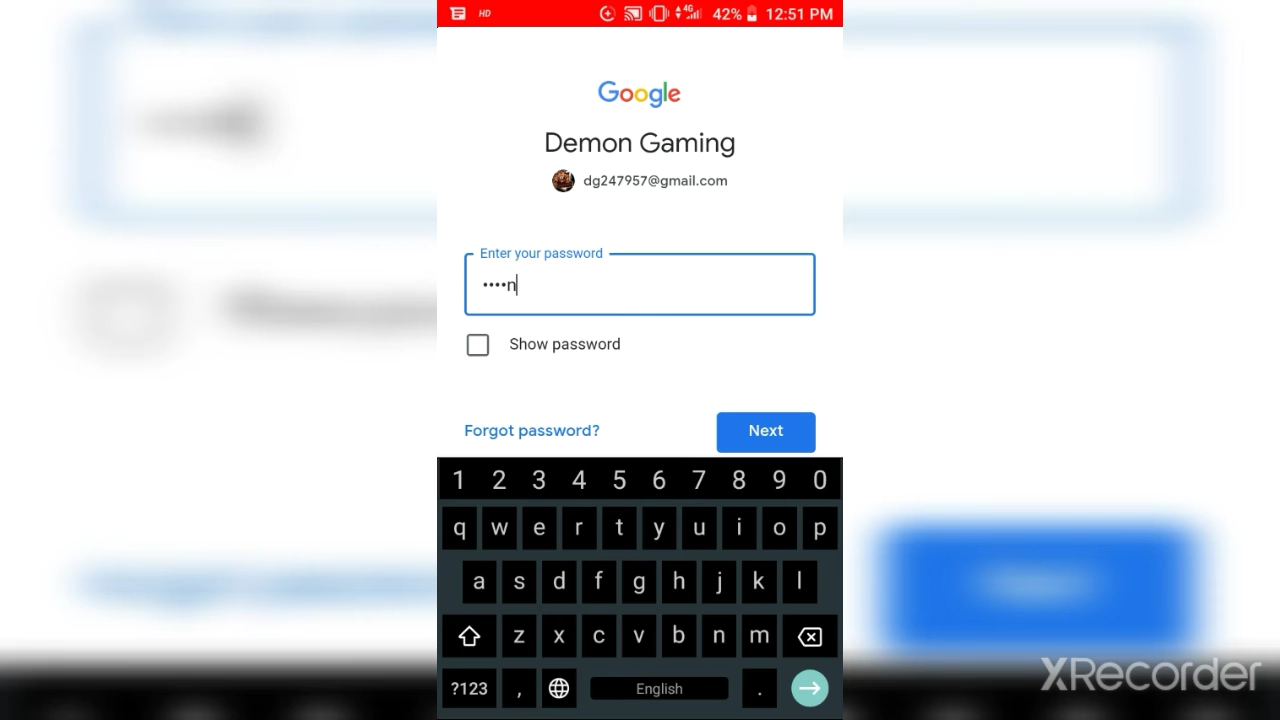 HD 4G 42% 12:51 PM
Google
Demon Gaming
dg247957@gmail.com
Enter your password
••••n
Show password
Forgot password? Next
1 2 3 4 5 6 7 8 9 0
q w e r t y u i o p
a s d f g h j k l
z x c v b n m
?123 , English .
XRecorder